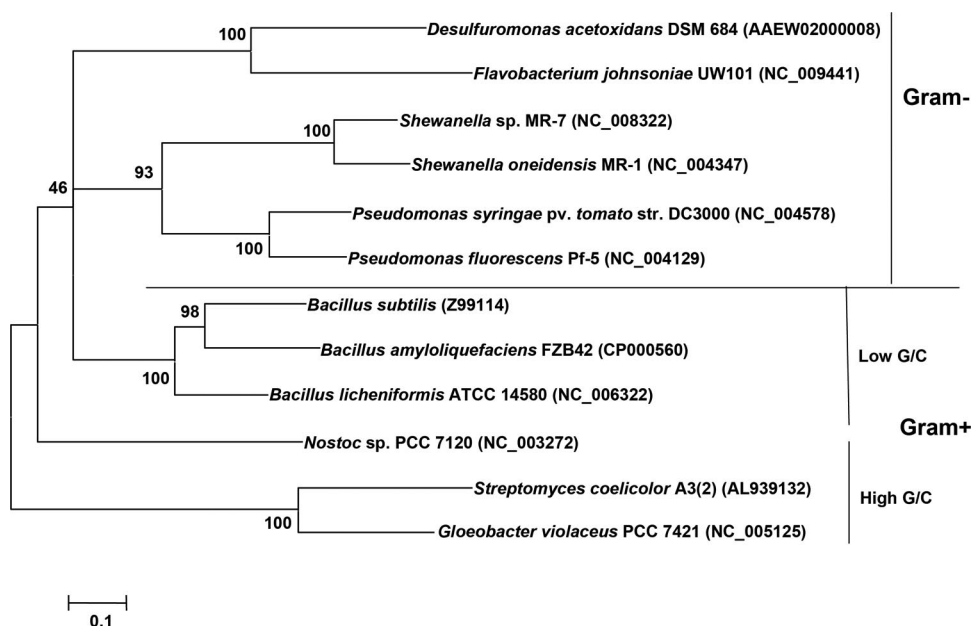 100
Desulfuromonas acetoxidans DSM 684 (AAEW02000008)
Flavobacterium johnsoniae UW101 (NC_009441)
Gram-
100
Shewanella sp. MR-7 (NC_008322)
Shewanella oneidensis MR-1 (NC_004347)
46
93
Pseudomonas syringae pv. tomato str. DC3000 (NC_004578)
100
Pseudomonas fluorescens Pf-5 (NC_004129)
98
Bacillus subtilis (Z99114)
Bacillus amyloliquefaciens FZB42 (CP000560)
Low G/C
100
Bacillus licheniformis ATCC 14580 (NC_006322)
Gram+
Nostoc sp. PCC 7120 (NC_003272)
Streptomyces coelicolor A3(2) (AL939132)
High G/C
100
Gloeobacter violaceus PCC 7421 (NC_005125)
0.1